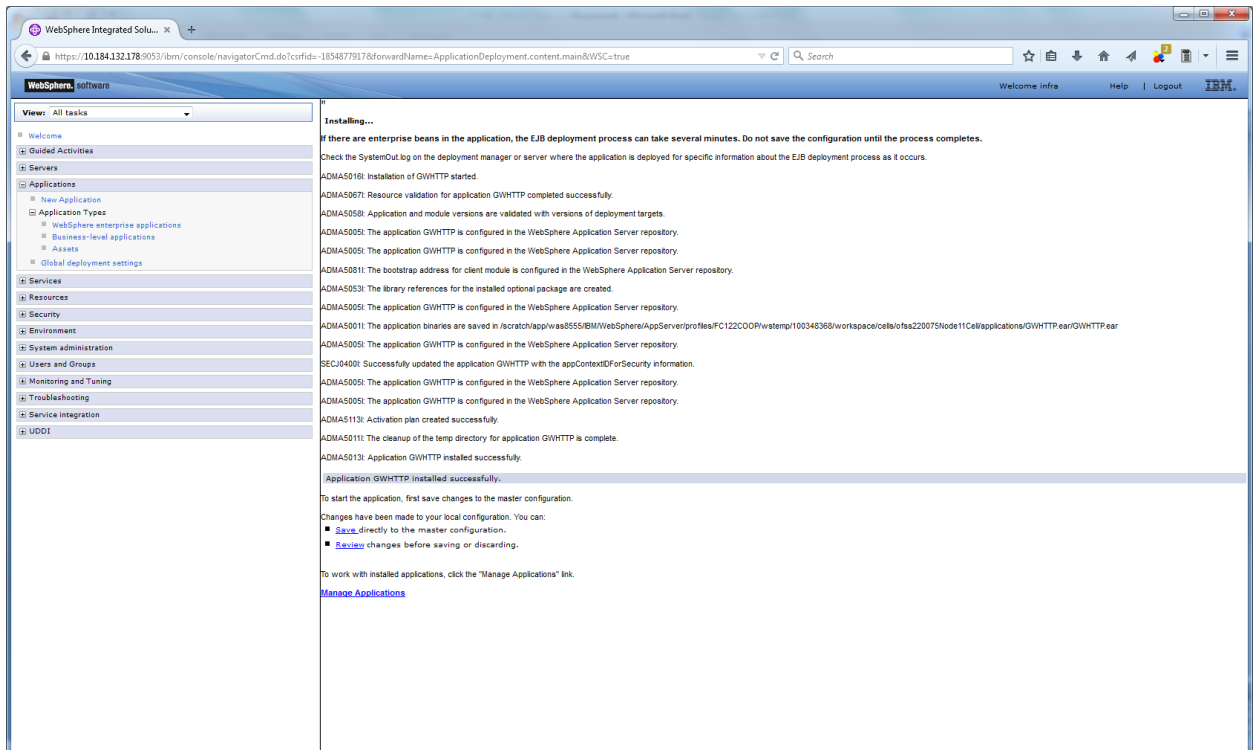 WebSphere Integrated Solu... × +
https://10.184.132.178:9053/ibm/console/navigatorCmd.do?csrfid=-1854877917&forwardName=ApplicationDeployment.content.main&WSC=true
Search
2
WebSphere. software
Welcome infra
Help | Logout
IBM.
View: All tasks
Welcome
Guided Activities
Servers
Applications
New Application
Application Types
WebSphere enterprise applications
Business-level applications
Assets
Global deployment settings
Services
Resources
Security
Environment
System administration
Users and Groups
Monitoring and Tuning
Troubleshooting
Service integration
UDDI
"
Installing...
If there are enterprise beans in the application, the EJB deployment process can take several minutes. Do not save the configuration until the process completes.
Check the SystemOut.log on the deployment manager or server where the application is deployed for specific information about the EJB deployment process as it occurs.
ADMA5016I: Installation of GWHTTP started.
ADMA5067I: Resource validation for application GWHTTP completed successfully.
ADMA5058I: Application and module versions are validated with versions of deployment targets.
ADMA5005I: The application GWHTTP is configured in the WebSphere Application Server repository.
ADMA5005I: The application GWHTTP is configured in the WebSphere Application Server repository.
ADMA5081I: The bootstrap address for client module is configured in the WebSphere Application Server repository.
ADMA5053I: The library references for the installed optional package are created.
ADMA5005I: The application GWHTTP is configured in the WebSphere Application Server repository.
ADMA5001I: The application binaries are saved in /scratch/app/was8555/IBM/WebSphere/AppServer/profiles/FC122COOP/wstemp/100348368/workspace/cells/ofss220075Node11Cell/applications/GWHTTP.ear/GWHTTP.ear
ADMA5005I: The application GWHTTP is configured in the WebSphere Application Server repository.
SECJ0400I: Successfully updated the application GWHTTP with the appContextIDForSecurity information.
ADMA5005I: The application GWHTTP is configured in the WebSphere Application Server repository.
ADMA5005I: The application GWHTTP is configured in the WebSphere Application Server repository.
ADMA5113I: Activation plan created successfully.
ADMA5011I: The cleanup of the temp directory for application GWHTTP is complete.
ADMA5013I: Application GWHTTP installed successfully.
Application GWHTTP installed successfully.
To start the application, first save changes to the master configuration.
Changes have been made to your local configuration. You can:
Save directly to the master configuration.
Review changes before saving or discarding.
To work with installed applications, click the "Manage Applications" link.
Manage Applications